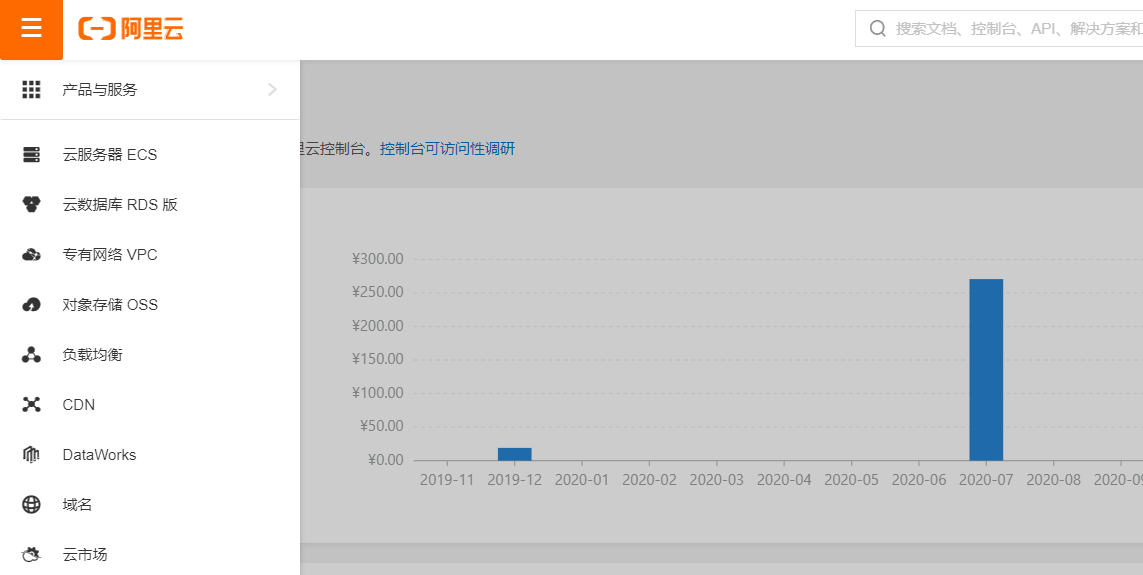 阿里云
搜索文档、控制台、API、解决方案和
产品与服务
云服务器 ECS
云数据库 RDS 版
专有网络 VPC
对象存储 OSS
负载均衡
CDN
DataWorks
域名
云市场
里云控制台。控制台可访问性调研
¥300.00
¥250.00
¥200.00
¥150.00
¥100.00
¥50.00
¥0.00
2019-11 2019-12 2020-01 2020-02 2020-03 2020-04 2020-05 2020-06 2020-07 2020-08 2020-09